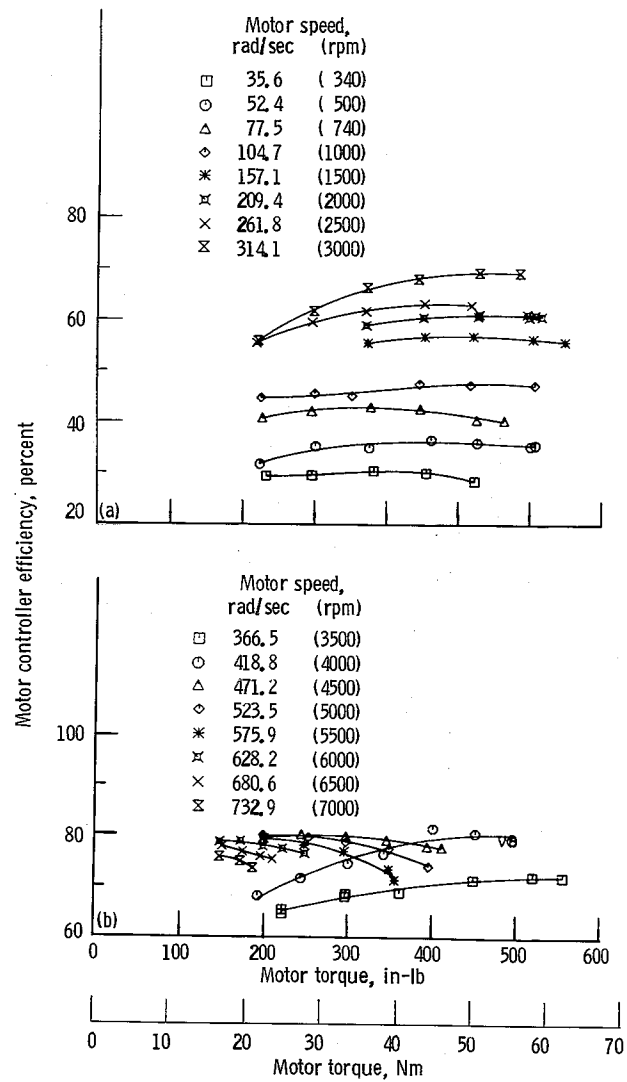 Motor speed,
rad/sec (rpm)
35.6 ( 340)
52.4 ( 500)
77.5 ( 740)
104.7 (1000)
157.1 (1500)
209.4 (2000)
261.8 (2500)
314.1 (3000)
80
60
40
20
(a)
Motor controller efficiency, percent
Motor speed,
rad/sec (rpm)
366.5 (3500)
418.8 (4000)
471.2 (4500)
523.5 (5000)
575.9 (5500)
628.2 (6000)
680.6 (6500)
732.9 (7000)
100
80
60
(b)
0 100 200 300 400 500 600
Motor torque, in-lb
0 10 20 30 40 50 60 70
Motor torque, Nm